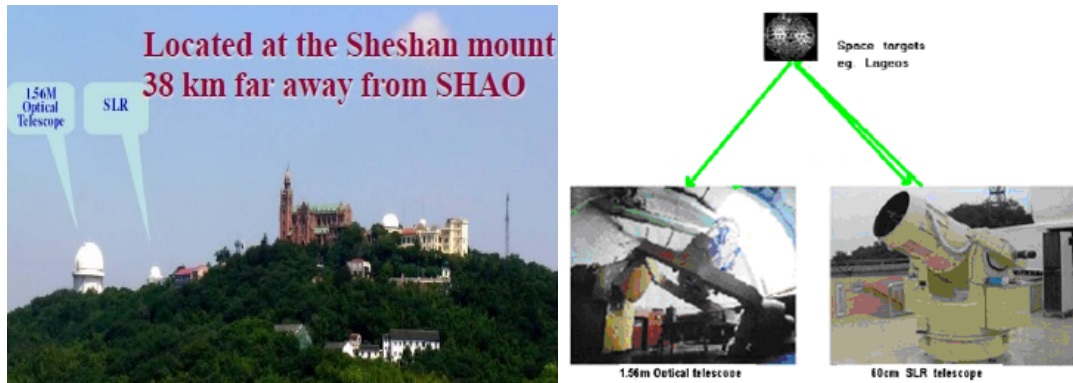 Located at the Sheshan mount
38 km far away from SHAO
1.56M
Optical
Telescope
SLR
Space targets
eg. Lageos
1.56m Optical telescope
60cm SLR telescope